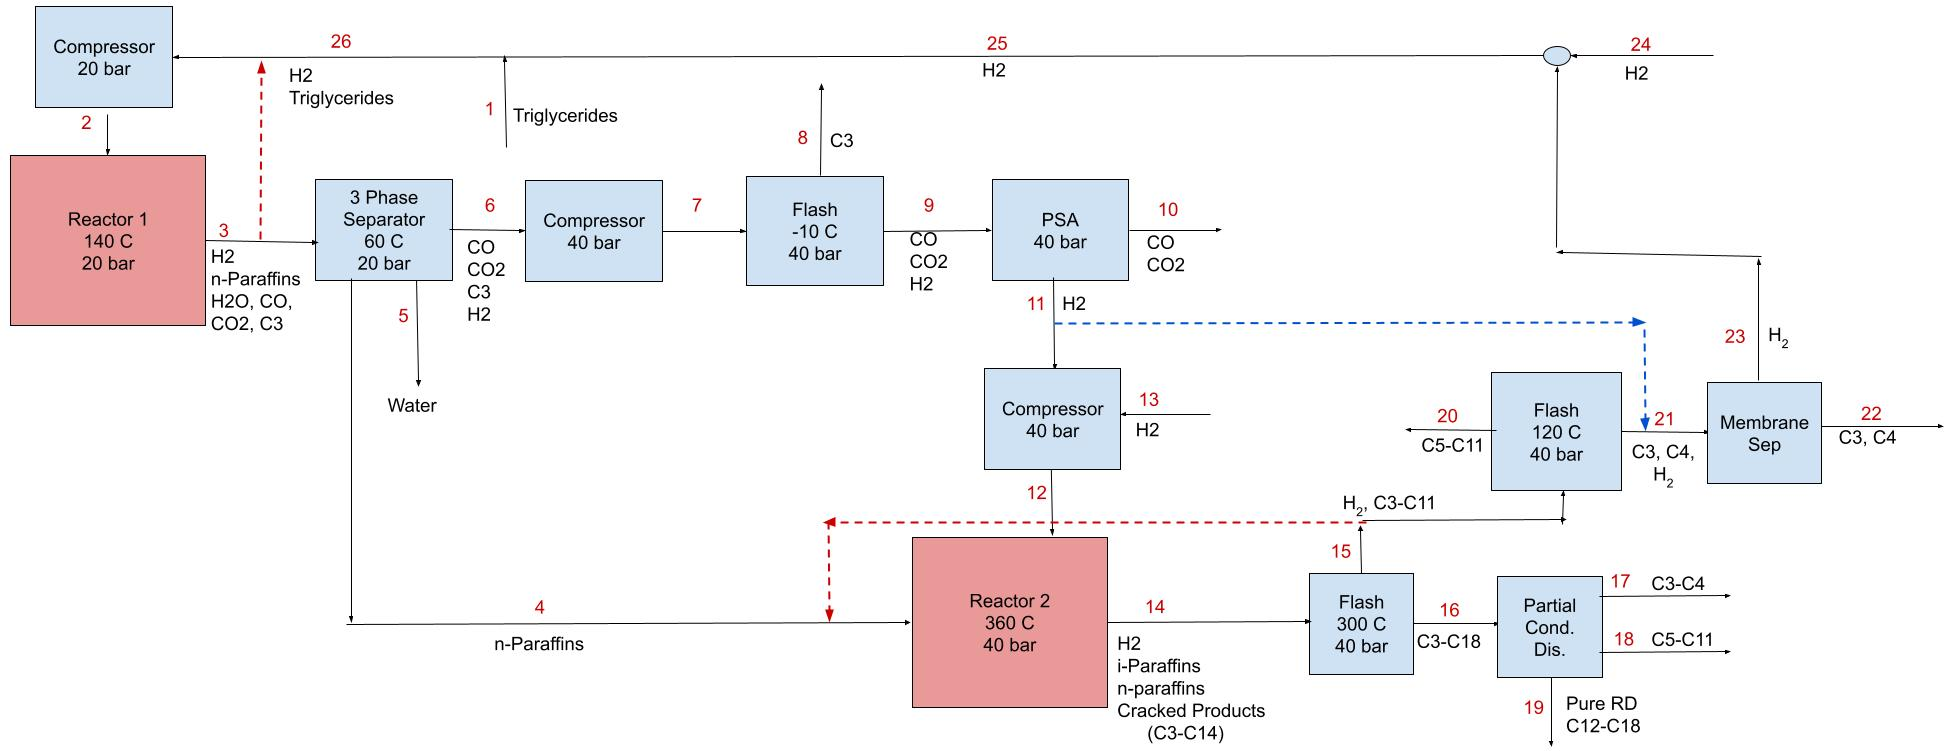 26
25
24
Compressor
20 bar
H2
Triglycerides
H2
H2
2
1
Triglycerides
8
C3
Reactor 1
140 C
20 bar
3
H2
n-Paraffins
H2O, CO,
CO2, C3
3 Phase
Separator
60 C
20 bar
6
CO
CO2
C3
H2
Compressor
40 bar
7
Flash
-10 C
40 bar
9
CO
CO2
H2
PSA
40 bar
10
CO
CO2
5
Water
11
H2
23
H2
Compressor
40 bar
13
H2
20
C5-C11
Flash
120 C
40 bar
21
C3, C4,
H2
Membrane
Sep
22
C3, C4
12
H2, C3-C11
15
4
n-Paraffins
Reactor 2
360 C
40 bar
14
H2
i-Paraffins
n-paraffins
Cracked Products
(C3-C14)
Flash
300 C
40 bar
16
C3-C18
Partial
Cond.
Dis.
17
C3-C4
18
C5-C11
19
Pure RD
C12-C18